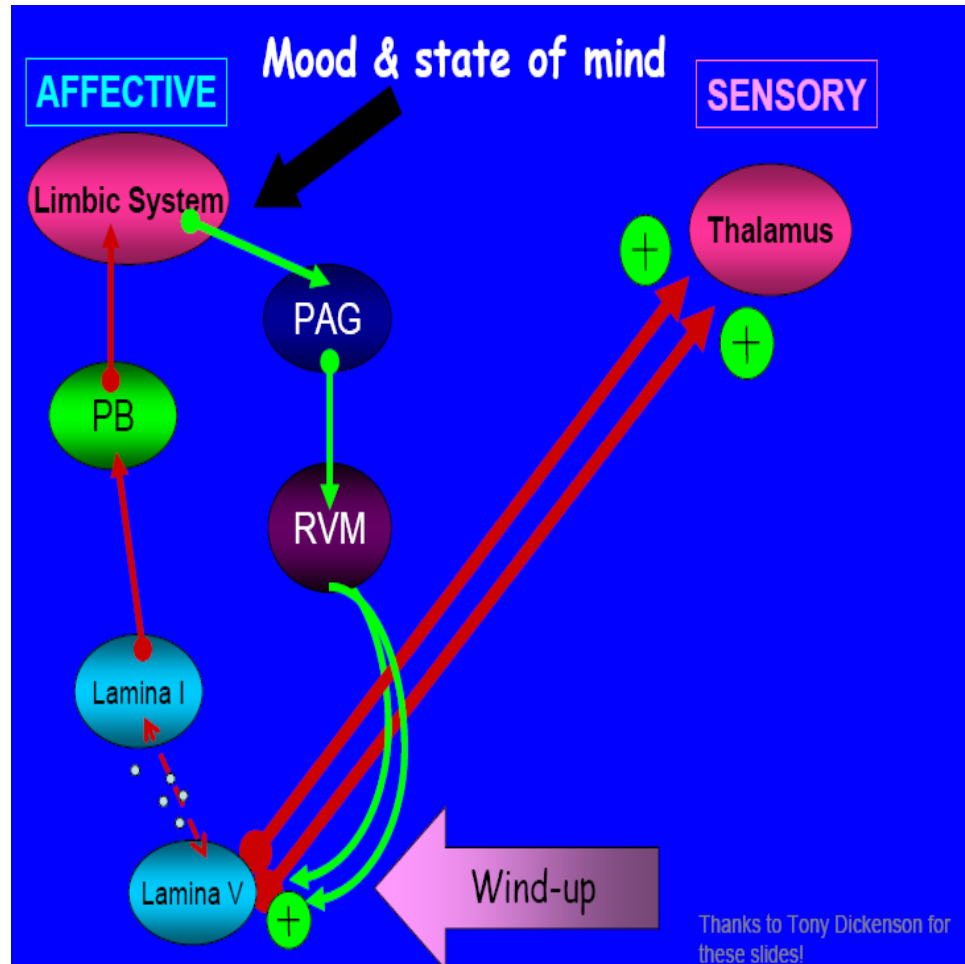 Mood & state of mind
AFFECTIVE
SENSORY
Limbic System
Thalamus
+
+
PAG
PB
RVM
Lamina I
Lamina V
+
Wind-up
Thanks to Tony Dickenson for
these slides!